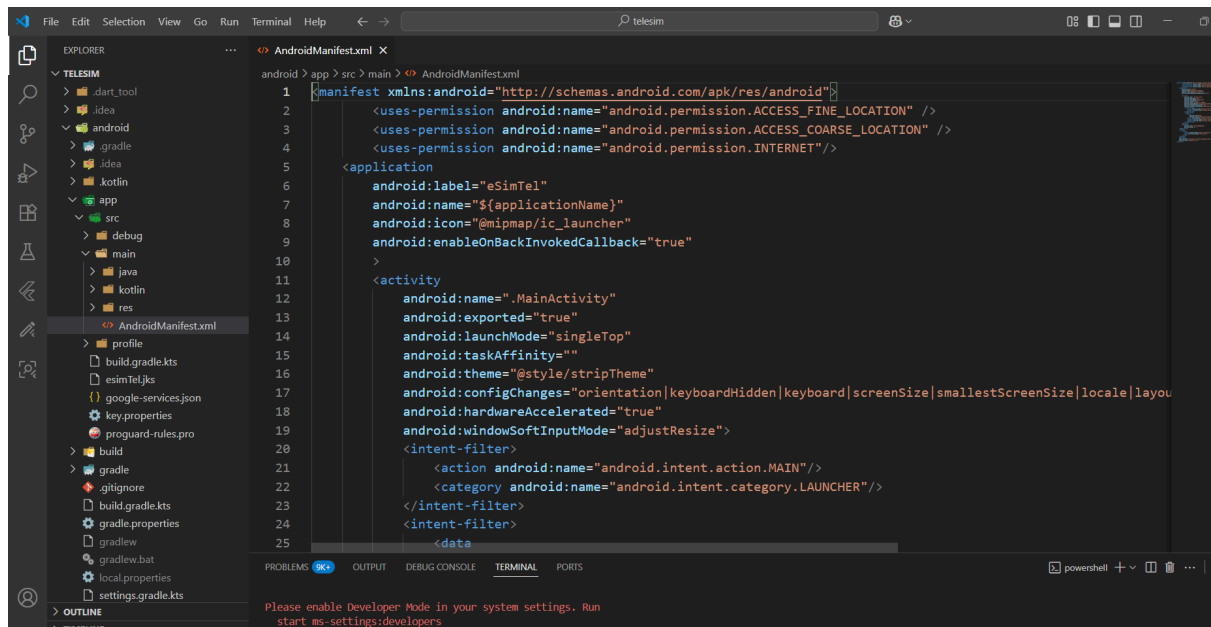 File Edit Selection View Go Run Terminal Help
telesim
EXPLORER
TELESIM
.dart_tool
.idea
android
.gradle
.idea
.kotlin
app
src
debug
main
java
kotlin
res
AndroidManifest.xml
profile
build.gradle.kts
esimTel.jks
google-services.json
key.properties
proguard-rules.pro
build
gradle
.gitignore
build.gradle.kts
gradle.properties
gradlew
gradlew.bat
local.properties
settings.gradle.kts
OUTLINE
AndroidManifest.xml
android > app > src > main > AndroidManifest.xml
1 <manifest xmlns:android="http://schemas.android.com/apk/res/android">
2 <uses-permission android:name="android.permission.ACCESS_FINE_LOCATION" />
3 <uses-permission android:name="android.permission.ACCESS_COARSE_LOCATION" />
4 <uses-permission android:name="android.permission.INTERNET"/>
5 <application
6 android:label="eSimTel"
7 android:name="${applicationName}"
8 android:icon="@mipmap/ic_launcher"
9 android:enableOnBackInvokedCallback="true"
10 >
11 <activity
12 android:name=".MainActivity"
13 android:exported="true"
14 android:launchMode="singleTop"
15 android:taskAffinity=""
16 android:theme="@style/stripTheme"
17 android:configChanges="orientation|keyboardHidden|keyboard|screenSize|smallestScreenSize|locale|layou
18 android:hardwareAccelerated="true"
19 android:windowSoftInputMode="adjustResize">
20 <intent-filter>
21 <action android:name="android.intent.action.MAIN"/>
22 <category android:name="android.intent.category.LAUNCHER"/>
23 </intent-filter>
24 <intent-filter>
25 <data
PROBLEMS 9K+ OUTPUT DEBUG CONSOLE TERMINAL PORTS
powershell
Please enable Developer Mode in your system settings. Run
start ms-settings:developers